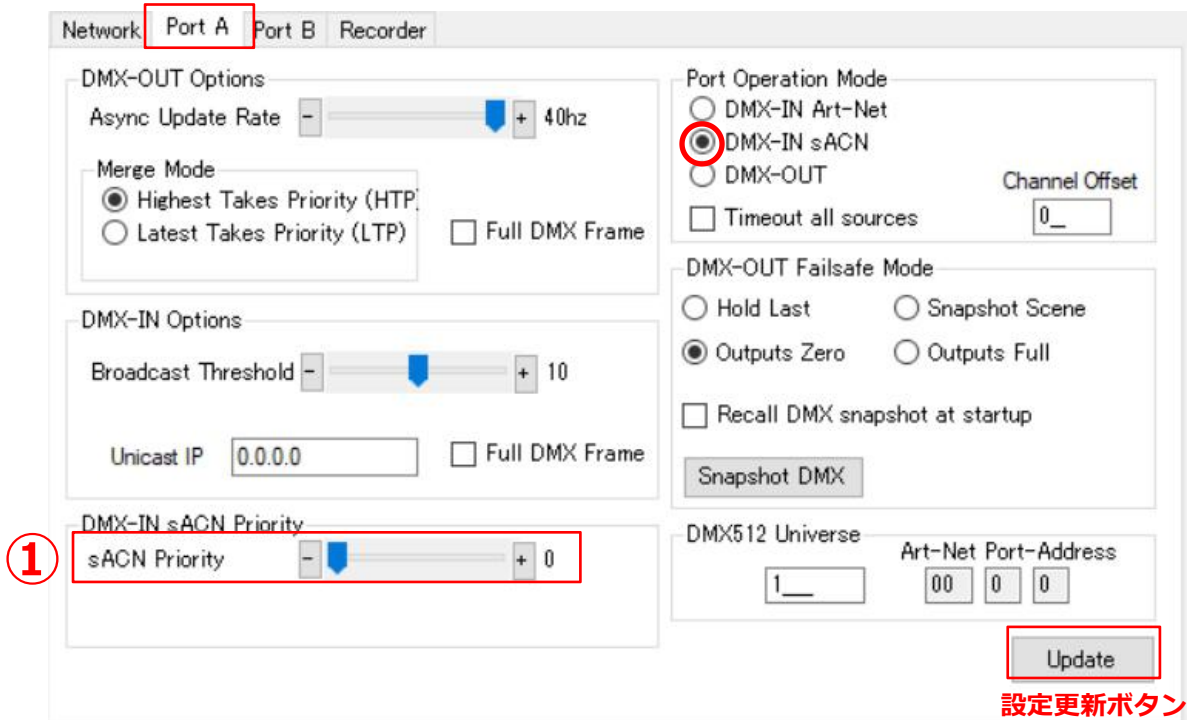 Network Port A Port B Recorder
DMX-OUT Options
Async Update Rate - + 40hz
Merge Mode
Highest Takes Priority (HTP)
Latest Takes Priority (LTP)
Full DMX Frame
DMX-IN Options
Broadcast Threshold - + 10
Unicast IP 0.0.0.0
Full DMX Frame
DMX-IN sACN Priority
① sACN Priority - + 0
Port Operation Mode
DMX-IN Art-Net
DMX-IN sACN
DMX-OUT
Channel Offset
Timeout all sources
0_
DMX-OUT Failsafe Mode
Hold Last Snapshot Scene
Outputs Zero Outputs Full
Recall DMX snapshot at startup
Snapshot DMX
DMX512 Universe
Art-Net Port-Address
1___ 00 0 0
Update
設定更新ボタン